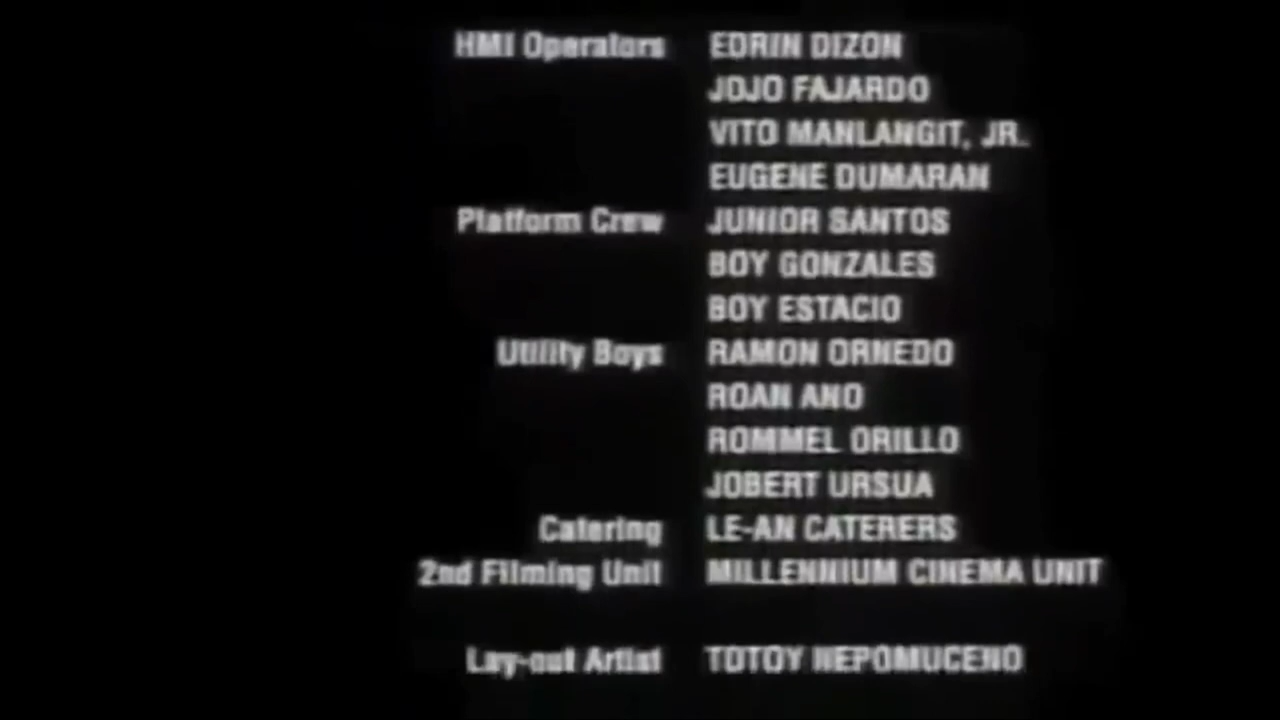 HMI Operators EDRIN DIZON
JOJO FAJARDO
VITO MANLANGIT, JR.
EUGENE DUMARAN
Platform Crew JUNIOR SANTOS
BOY GONZALES
BOY ESTACIO
Utility Boys RAMON ORNEDO
ROAN ANO
ROMMEL ORILLO
JOBERT URSUA
Catering LE-AN CATERERS
2nd Filming Unit MILLENNIUM CINEMA UNIT
Lay-out Artist TOTOY NEPOMUCENO